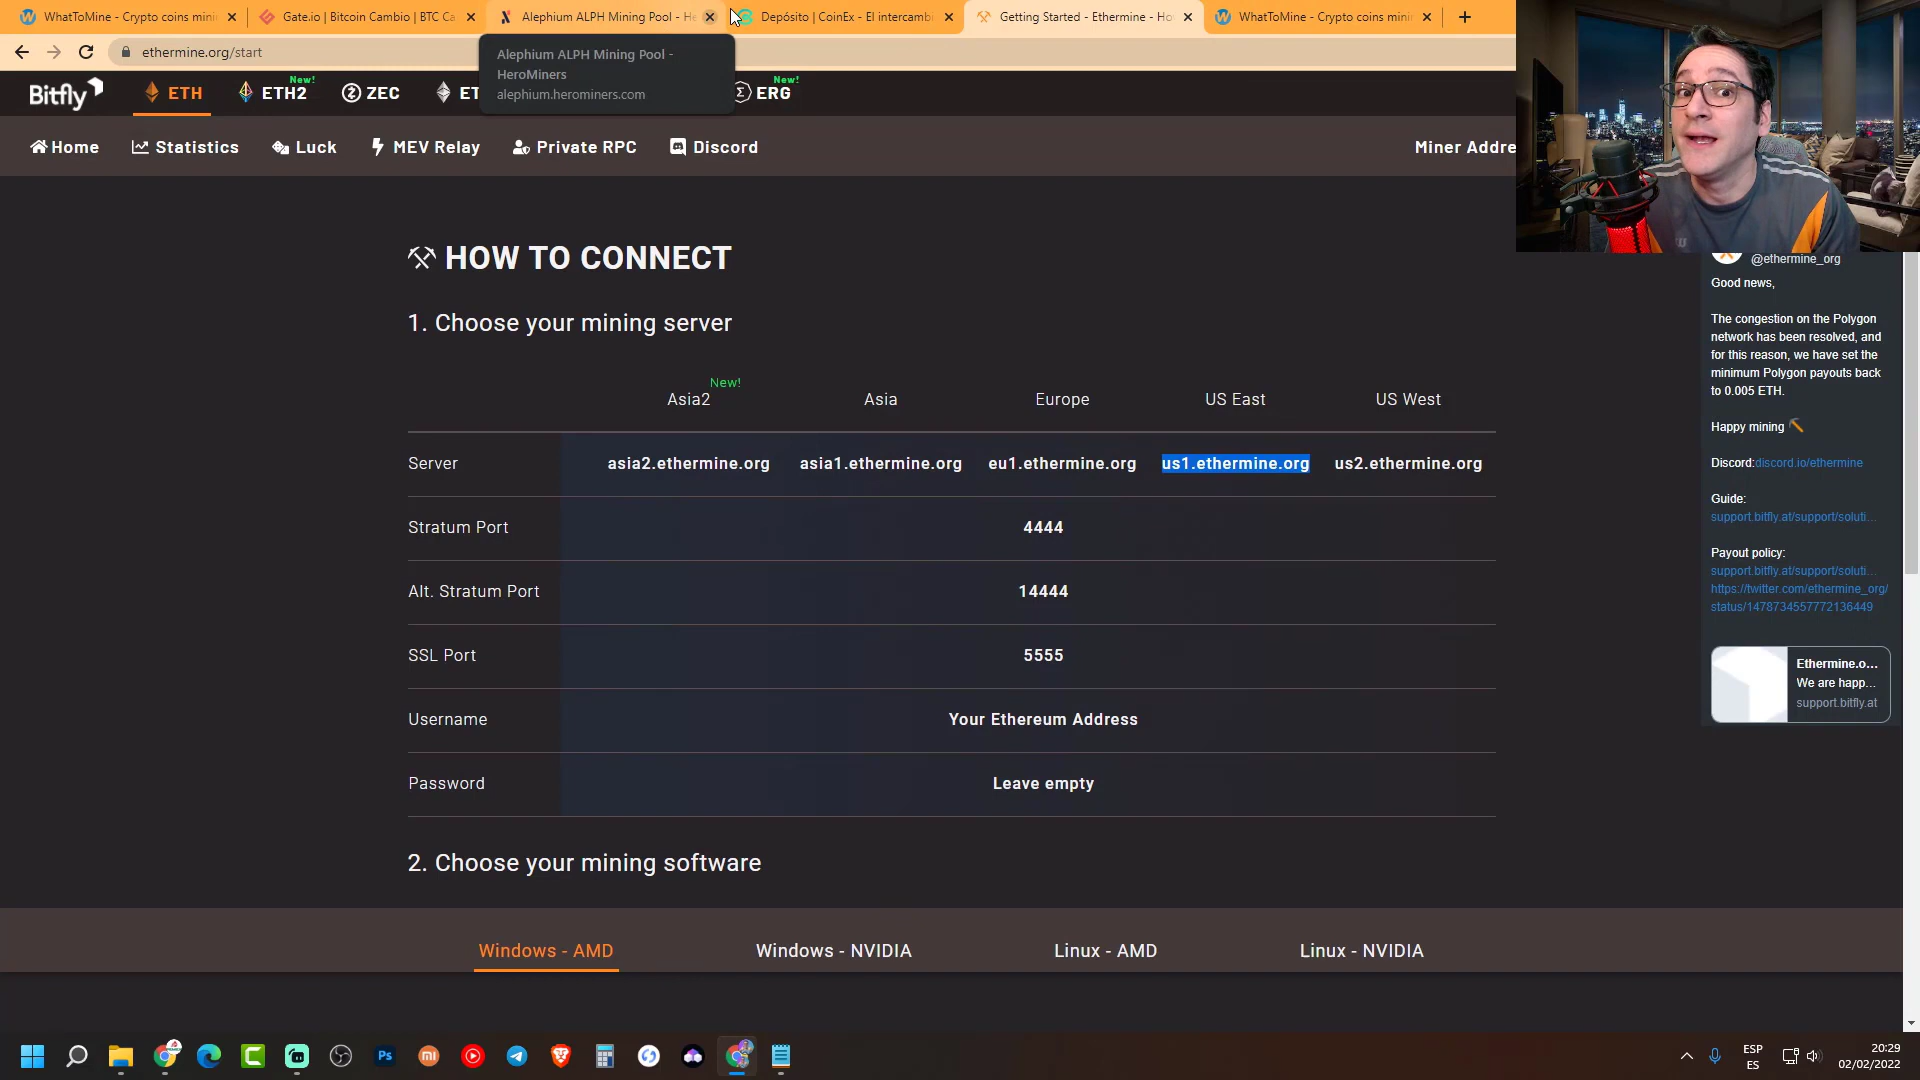 WhatToMine - Crypto coins mini
Gate.io | Bitcoin Cambio | BTC Ca
Alephium ALPH Mining Pool - He
Depósito | CoinEx - El intercambi
Getting Started - Ethermine - Ho
WhatToMine - Crypto coins mini
ethermine.org/start
Alephium ALPH Mining Pool -
HeroMiners
alephium.herominers.com
Bitfly
ETH
New!
ETH2
ZEC
ET
New!
ERG
Home
Statistics
Luck
MEV Relay
Private RPC
Discord
Miner Addre
HOW TO CONNECT
1. Choose your mining server
New!
Asia2 Asia Europe US East US West
Server asia2.ethermine.org asia1.ethermine.org eu1.ethermine.org us1.ethermine.org us2.ethermine.org
Stratum Port 4444
Alt. Stratum Port 14444
SSL Port 5555
Username Your Ethereum Address
Password Leave empty
2. Choose your mining software
Windows - AMD Windows - NVIDIA Linux - AMD Linux - NVIDIA
@ethermine_org
Good news,
The congestion on the Polygon
network has been resolved, and
for this reason, we have set the
minimum Polygon payouts back
to 0.005 ETH.
Happy mining
Discord:discord.io/ethermine
Guide:
support.bitfly.at/support/soluti...
Payout policy:
support.bitfly.at/support/soluti...
https://twitter.com/ethermine_org/
status/1478734557772136449
Ethermine.o...
We are happ...
support.bitfly.at
Ps
ESP
ES
20:29
02/02/2022